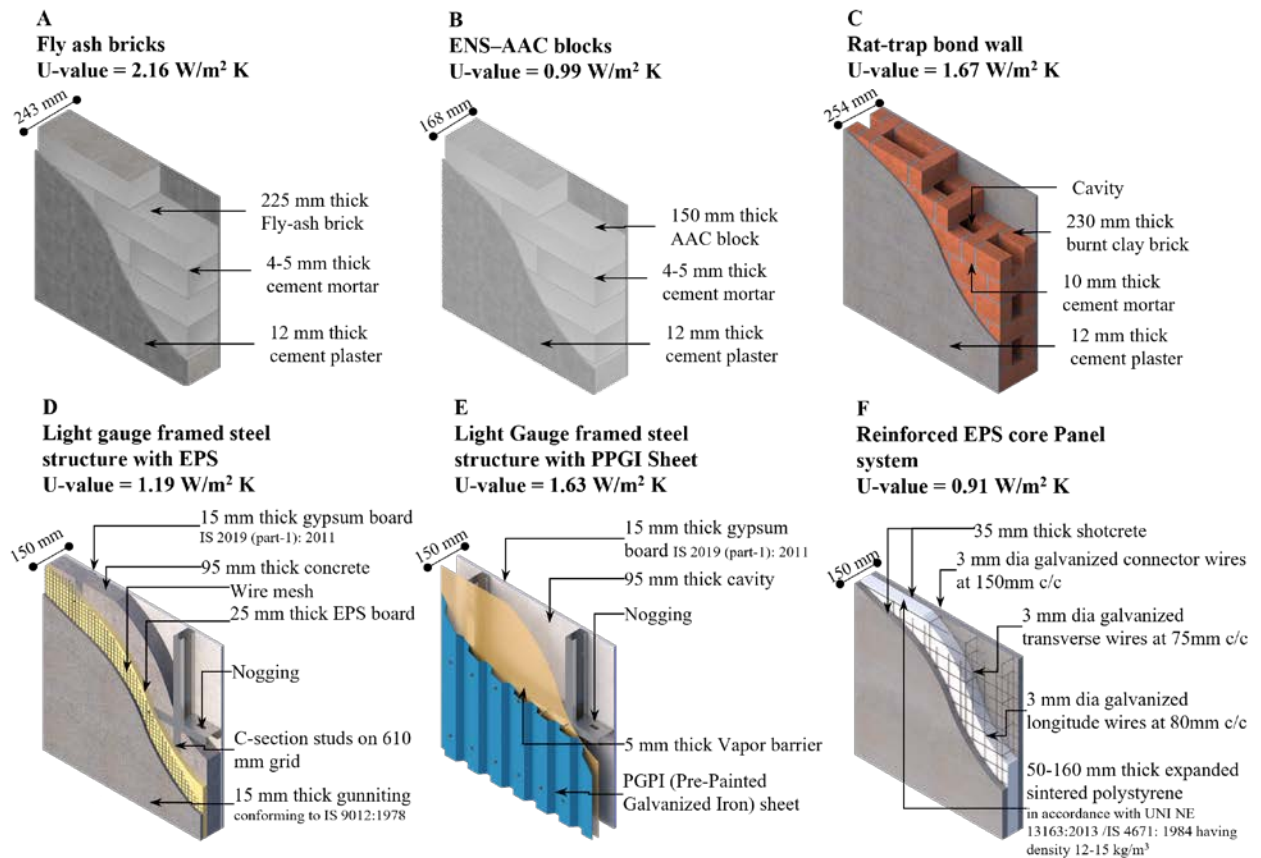 A
Fly ash bricks
U-value = 2.16 W/m² K
243 mm
225 mm thick
Fly-ash brick
4-5 mm thick
cement mortar
12 mm thick
cement plaster
B
ENS–AAC blocks
U-value = 0.99 W/m² K
168 mm
150 mm thick
AAC block
4-5 mm thick
cement mortar
12 mm thick
cement plaster
C
Rat-trap bond wall
U-value = 1.67 W/m² K
254 mm
Cavity
230 mm thick
burnt clay brick
10 mm thick
cement mortar
12 mm thick
cement plaster
D
Light gauge framed steel
structure with EPS
U-value = 1.19 W/m² K
150 mm
15 mm thick gypsum board
IS 2019 (part-1): 2011
95 mm thick concrete
Wire mesh
25 mm thick EPS board
Nogging
C-section studs on 610
mm grid
15 mm thick gunniting
conforming to IS 9012:1978
E
Light Gauge framed steel
structure with PPGI Sheet
U-value = 1.63 W/m² K
150 mm
15 mm thick gypsum
board IS 2019 (part-1): 2011
95 mm thick cavity
Nogging
5 mm thick Vapor barrier
PGPI (Pre-Painted
Galvanized Iron) sheet
F
Reinforced EPS core Panel
system
U-value = 0.91 W/m² K
150 mm
35 mm thick shotcrete
3 mm dia galvanized connector wires
at 150mm c/c
3 mm dia galvanized
transverse wires at 75mm c/c
3 mm dia galvanized
longitude wires at 80mm c/c
50-160 mm thick expanded
sintered polystyrene
in accordance with UNI NE
13163:2013 /IS 4671: 1984 having
density 12-15 kg/m³